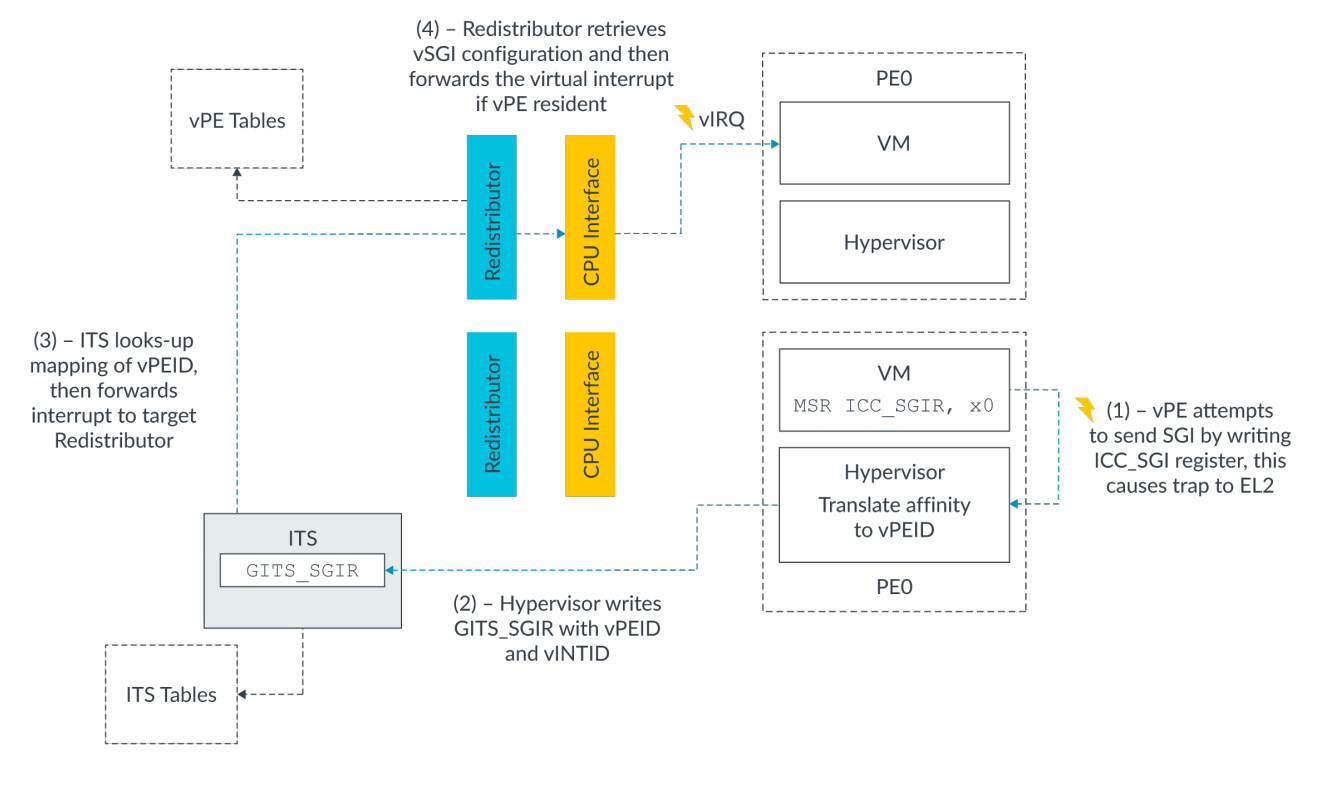 (4) – Redistributor retrieves
vSGI configuration and then
forwards the virtual interrupt
if vPE resident
vPE Tables
Redistributor
CPU Interface
vIRQ
PE0
VM
Hypervisor
(3) – ITS looks-up
mapping of vPEID,
then forwards
interrupt to target
Redistributor
Redistributor
CPU Interface
VM
MSR ICC_SGIR, x0
(1) – vPE attempts
to send SGI by writing
ICC_SGI register, this
causes trap to EL2
Hypervisor
Translate affinity
to vPEID
PE0
ITS
GITS_SGIR
(2) – Hypervisor writes
GITS_SGIR with vPEID
and vINTID
ITS Tables